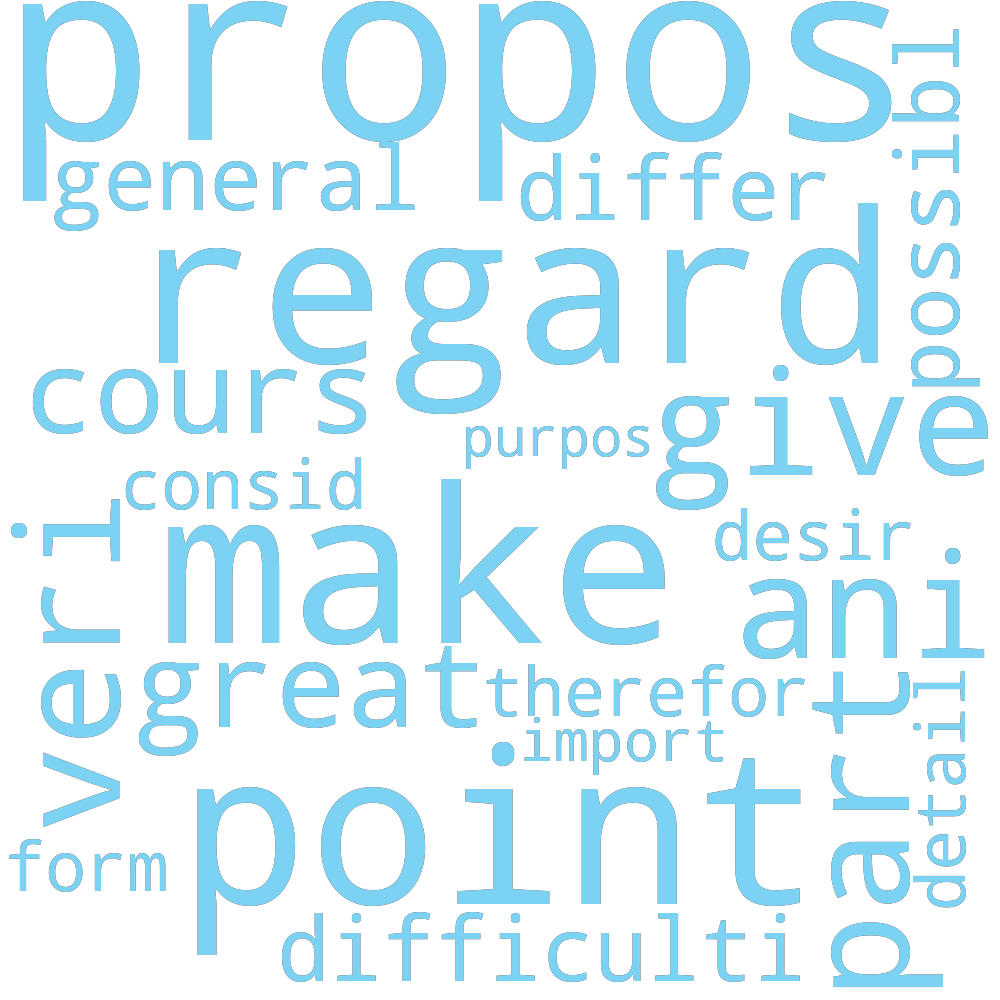 propos
possibl
general
differ
regard
cours
give
purpos
consid
make
desir
veri
ani
great
therefor
import
part
detail
point
form
difficulti